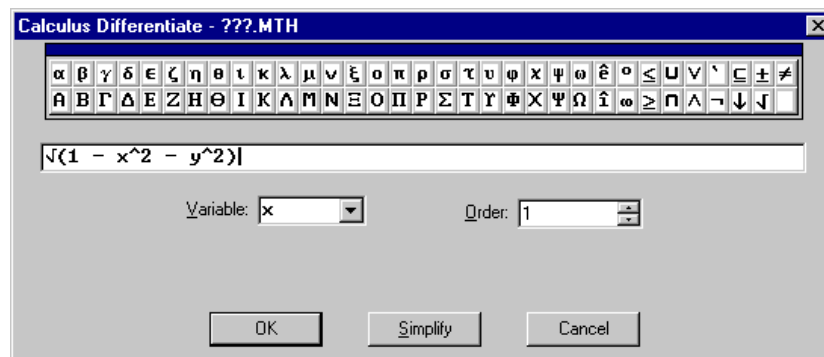 Calculus Differentiate - ???.MTH
α β γ δ ε ζ η θ ι κ λ μ ν ξ ο π ρ σ τ υ φ χ ψ ω ê ° ≤ ∪ ∨ ` ⊆ ± ≠
Α Β Γ Δ Ε Ζ Η Θ Ι Κ Λ Μ Ν Ξ Ο Π Ρ Σ Τ Υ Φ Χ Ψ Ω î ∞ ≥ ∩ ∧ ¬ ↓ √
√(1 - x^2 - y^2)
Variable: x Order: 1
OK Simplify Cancel